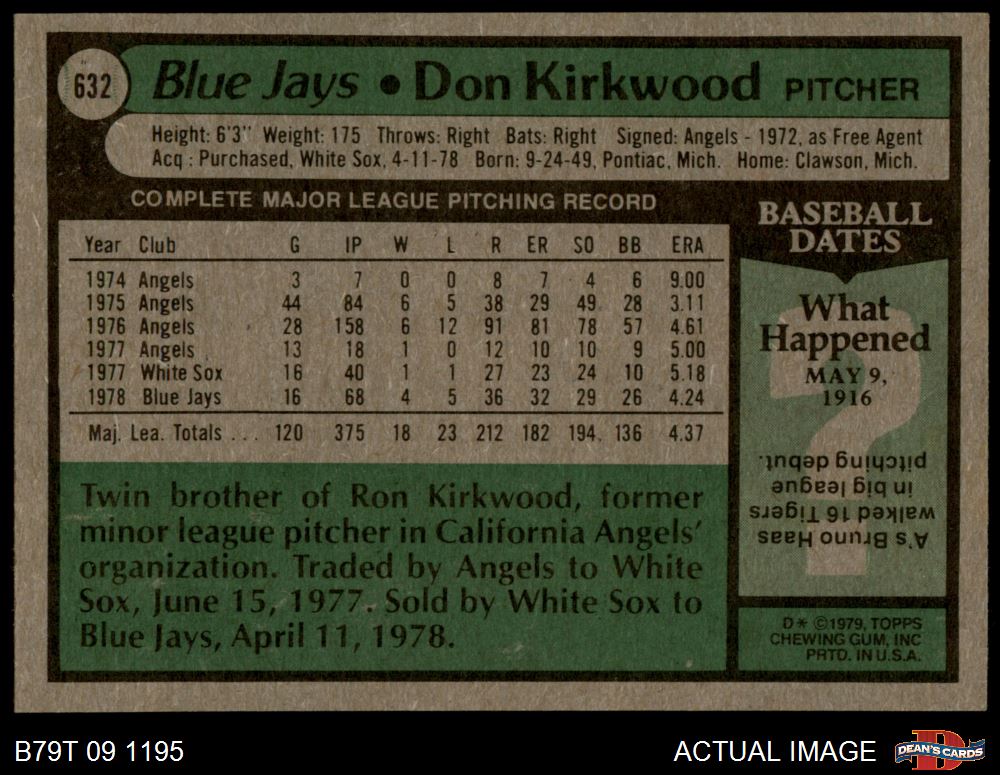 632
Blue Jays • Don Kirkwood PITCHER
Height: 6'3" Weight: 175 Throws: Right Bats: Right Signed: Angels - 1972, as Free Agent
Acq : Purchased, White Sox, 4-11-78 Born: 9-24-49, Pontiac, Mich. Home: Clawson, Mich.
COMPLETE MAJOR LEAGUE PITCHING RECORD
Year Club G IP W L R ER SO BB ERA
1974 Angels 3 7 0 0 8 7 4 6 9.00
1975 Angels 44 84 6 5 38 29 49 28 3.11
1976 Angels 28 158 6 12 91 81 78 57 4.61
1977 Angels 13 18 1 0 12 10 10 9 5.00
1977 White Sox 16 40 1 1 27 23 24 10 5.18
1978 Blue Jays 16 68 4 5 36 32 29 26 4.24
Maj. Lea. Totals ... 120 375 18 23 212 182 194 136 4.37
Twin brother of Ron Kirkwood, former
minor league pitcher in California Angels'
organization. Traded by Angels to White
Sox, June 15, 1977. Sold by White Sox to
Blue Jays, April 11, 1978.
BASEBALL
DATES
What
Happened
MAY 9,
1916
?
A's Bruno Haas
walked 16 Tigers
in big league
pitching debut.
D* ©1979, TOPPS
CHEWING GUM, INC
PRTD. IN U.S.A.
B79T 09 1195
ACTUAL IMAGE
D
DEAN'S CARDS